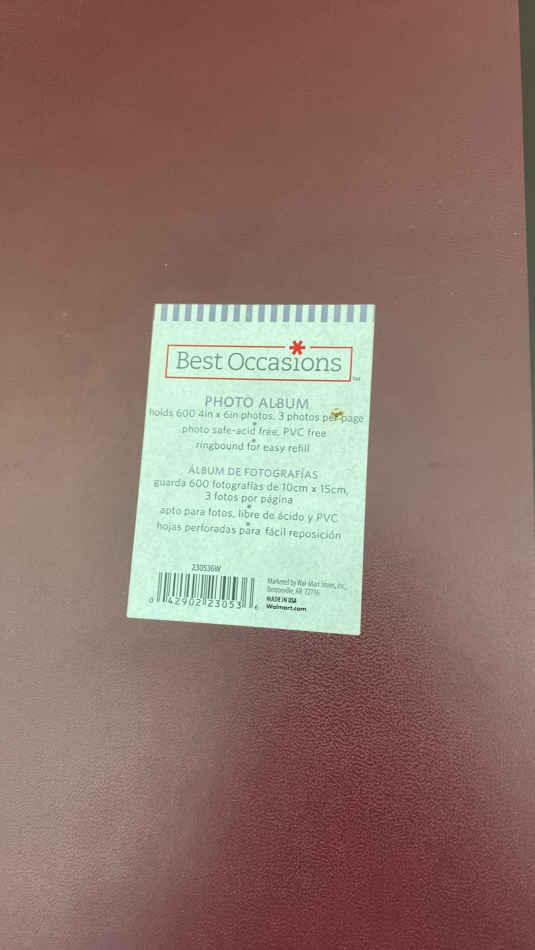 Best Occasions™
PHOTO ALBUM
holds 600 4in x 6in photos, 3 photos per page
photo safe-acid free, PVC free
ringbound for easy refill
ÁLBUM DE FOTOGRAFÍAS
guarda 600 fotografías de 10cm x 15cm,
3 fotos por página
apto para fotos, libre de ácido y PVC
hojas perforadas para fácil reposición
230536W
0 42902 23053 6
Marketed by Wal-Mart Stores, Inc.,
Bentonville, AR 72716
MADE IN USA
Walmart.com